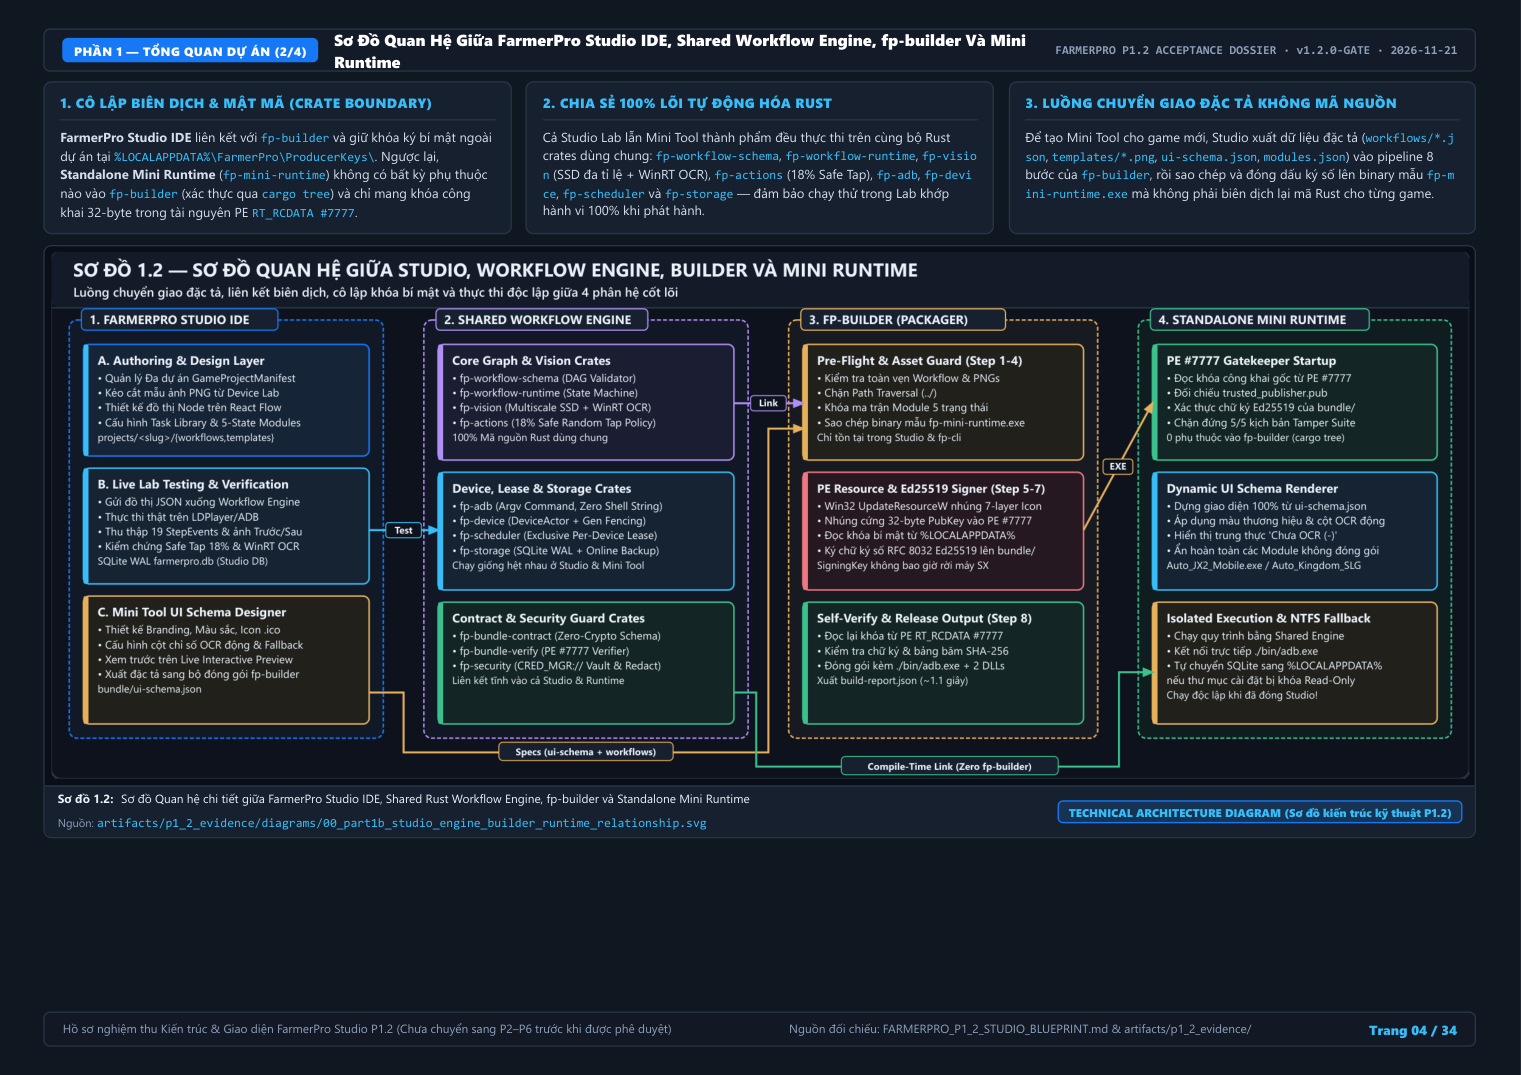 PHẦN 1 — TỔNG QUAN DỰ ÁN (2/4)
Sơ Đồ Quan Hệ Giữa FarmerPro Studio IDE, Shared Workflow Engine, fp-builder Và Mini
Runtime
FARMERPRO P1.2 ACCEPTANCE DOSSIER · v1.2.0-GATE · 2026-11-21
1. CÔ LẬP BIÊN DỊCH & MẬT MÃ (CRATE BOUNDARY)
FarmerPro Studio IDE liên kết với fp-builder và giữ khóa ký bí mật ngoài
dự án tại %LOCALAPPDATA%\FarmerPro\ProducerKeys\. Ngược lại,
Standalone Mini Runtime (fp-mini-runtime) không có bất kỳ phụ thuộc
nào vào fp-builder (xác thực qua cargo tree) và chỉ mang khóa công
khai 32-byte trong tài nguyên PE RT_RCDATA #7777.
2. CHIA SẺ 100% LÕI TỰ ĐỘNG HÓA RUST
Cả Studio Lab lẫn Mini Tool thành phẩm đều thực thi trên cùng bộ Rust
crates dùng chung: fp-workflow-schema, fp-workflow-runtime, fp-visio
n (SSD đa tỉ lệ + WinRT OCR), fp-actions (18% Safe Tap), fp-adb, fp-devi
ce, fp-scheduler và fp-storage — đảm bảo chạy thử trong Lab khớp
hành vi 100% khi phát hành.
3. LUỒNG CHUYỂN GIAO ĐẶC TẢ KHÔNG MÃ NGUỒN
Để tạo Mini Tool cho game mới, Studio xuất dữ liệu đặc tả (workflows/*.j
son, templates/*.png, ui-schema.json, modules.json) vào pipeline 8
bước của fp-builder, rồi sao chép và đóng dấu ký số lên binary mẫu fp-m
ini-runtime.exe mà không phải biên dịch lại mã Rust cho từng game.
SƠ ĐỒ 1.2 — SƠ ĐỒ QUAN HỆ GIỮA STUDIO, WORKFLOW ENGINE, BUILDER VÀ MINI RUNTIME
Luồng chuyển giao đặc tả, liên kết biên dịch, cô lập khóa bí mật và thực thi độc lập giữa 4 phân hệ cốt lõi
1. FARMERPRO STUDIO IDE
A. Authoring & Design Layer
• Quản lý Đa dự án GameProjectManifest
• Kéo cắt mẫu ảnh PNG từ Device Lab
• Thiết kế đồ thị Node trên React Flow
• Cấu hình Task Library & 5-State Modules
projects/<slug>/{workflows,templates}
B. Live Lab Testing & Verification
• Gửi đồ thị JSON xuống Workflow Engine
• Thực thi thật trên LDPlayer/ADB
• Thu thập 19 StepEvents & ảnh Trước/Sau
• Kiểm chứng Safe Tap 18% & WinRT OCR
SQLite WAL farmerpro.db (Studio DB)
C. Mini Tool UI Schema Designer
• Thiết kế Branding, Màu sắc, Icon .ico
• Cấu hình cột chỉ số OCR động & Fallback
• Xem trước trên Live Interactive Preview
• Xuất đặc tả sang bộ đóng gói fp-builder
bundle/ui-schema.json
Test
2. SHARED WORKFLOW ENGINE
Core Graph & Vision Crates
• fp-workflow-schema (DAG Validator)
• fp-workflow-runtime (State Machine)
• fp-vision (Multiscale SSD + WinRT OCR)
• fp-actions (18% Safe Random Tap Policy)
100% Mã nguồn Rust dùng chung
Device, Lease & Storage Crates
• fp-adb (Argv Command, Zero Shell String)
• fp-device (DeviceActor + Gen Fencing)
• fp-scheduler (Exclusive Per-Device Lease)
• fp-storage (SQLite WAL + Online Backup)
Chạy giống hệt nhau ở Studio & Mini Tool
Contract & Security Guard Crates
• fp-bundle-contract (Zero-Crypto Schema)
• fp-bundle-verify (PE #7777 Verifier)
• fp-security (CRED_MGR:// Vault & Redact)
Liên kết tĩnh vào cả Studio & Runtime
Link
3. FP-BUILDER (PACKAGER)
Pre-Flight & Asset Guard (Step 1-4)
• Kiểm tra toàn vẹn Workflow & PNGs
• Chặn Path Traversal (../)
• Khóa ma trận Module 5 trạng thái
• Sao chép binary mẫu fp-mini-runtime.exe
Chỉ tồn tại trong Studio & fp-cli
PE Resource & Ed25519 Signer (Step 5-7)
• Win32 UpdateResourceW nhúng 7-layer Icon
• Nhúng cứng 32-byte PubKey vào PE #7777
• Đọc khóa bí mật từ %LOCALAPPDATA%
• Ký chữ ký số RFC 8032 Ed25519 lên bundle/
SigningKey không bao giờ rời máy SX
Self-Verify & Release Output (Step 8)
• Đọc lại khóa từ PE RT_RCDATA #7777
• Kiểm tra chữ ký & bảng băm SHA-256
• Đóng gói kèm ./bin/adb.exe + 2 DLLs
Xuất build-report.json (~1.1 giây)
EXE
4. STANDALONE MINI RUNTIME
PE #7777 Gatekeeper Startup
• Đọc khóa công khai gốc từ PE #7777
• Đối chiếu trusted_publisher.pub
• Xác thực chữ ký Ed25519 của bundle/
• Chặn đứng 5/5 kịch bản Tamper Suite
0 phụ thuộc vào fp-builder (cargo tree)
Dynamic UI Schema Renderer
• Dựng giao diện 100% từ ui-schema.json
• Áp dụng màu thương hiệu & cột OCR động
• Hiển thị trung thực 'Chưa OCR (-)'
• Ẩn hoàn toàn các Module không đóng gói
Auto_JX2_Mobile.exe / Auto_Kingdom_SLG
Isolated Execution & NTFS Fallback
• Chạy quy trình bằng Shared Engine
• Kết nối trực tiếp ./bin/adb.exe
• Tự chuyển SQLite sang %LOCALAPPDATA%
nếu thư mục cài đặt bị khóa Read-Only
Chạy độc lập khi đã đóng Studio!
Specs (ui-schema + workflows)
Compile-Time Link (Zero fp-builder)
Sơ đồ 1.2: Sơ đồ Quan hệ chi tiết giữa FarmerPro Studio IDE, Shared Rust Workflow Engine, fp-builder và Standalone Mini Runtime
Nguồn: artifacts/p1_2_evidence/diagrams/00_part1b_studio_engine_builder_runtime_relationship.svg
TECHNICAL ARCHITECTURE DIAGRAM (Sơ đồ kiến trúc kỹ thuật P1.2)
Hồ sơ nghiệm thu Kiến trúc & Giao diện FarmerPro Studio P1.2 (Chưa chuyển sang P2–P6 trước khi được phê duyệt)
Nguồn đối chiếu: FARMERPRO_P1_2_STUDIO_BLUEPRINT.md & artifacts/p1_2_evidence/
Trang 04 / 34